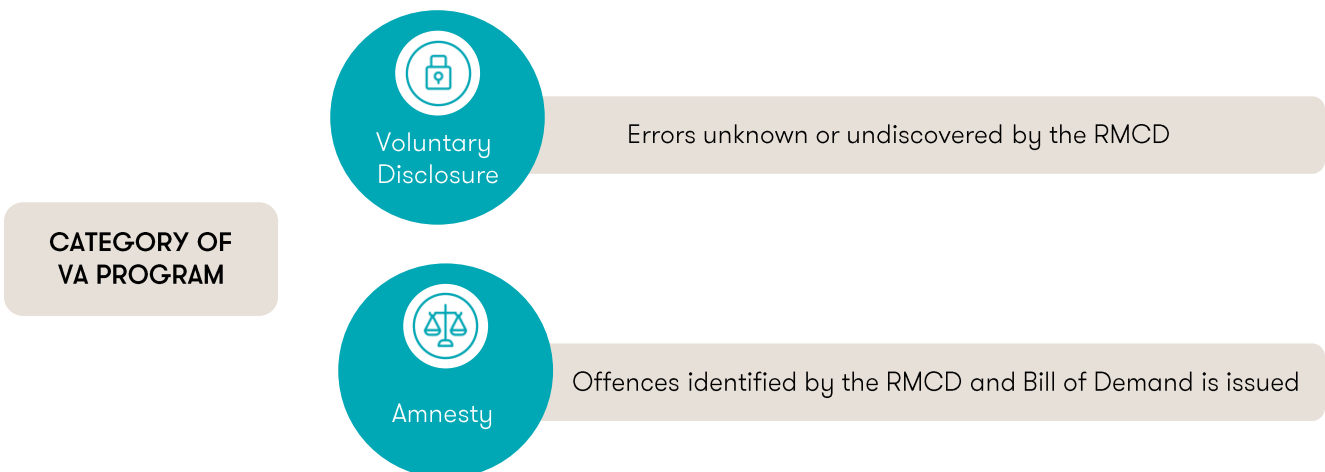 CATEGORY OF
VA PROGRAM
Voluntary
Disclosure
Errors unknown or undiscovered by the RMCD
Amnesty
Offences identified by the RMCD and Bill of Demand is issued